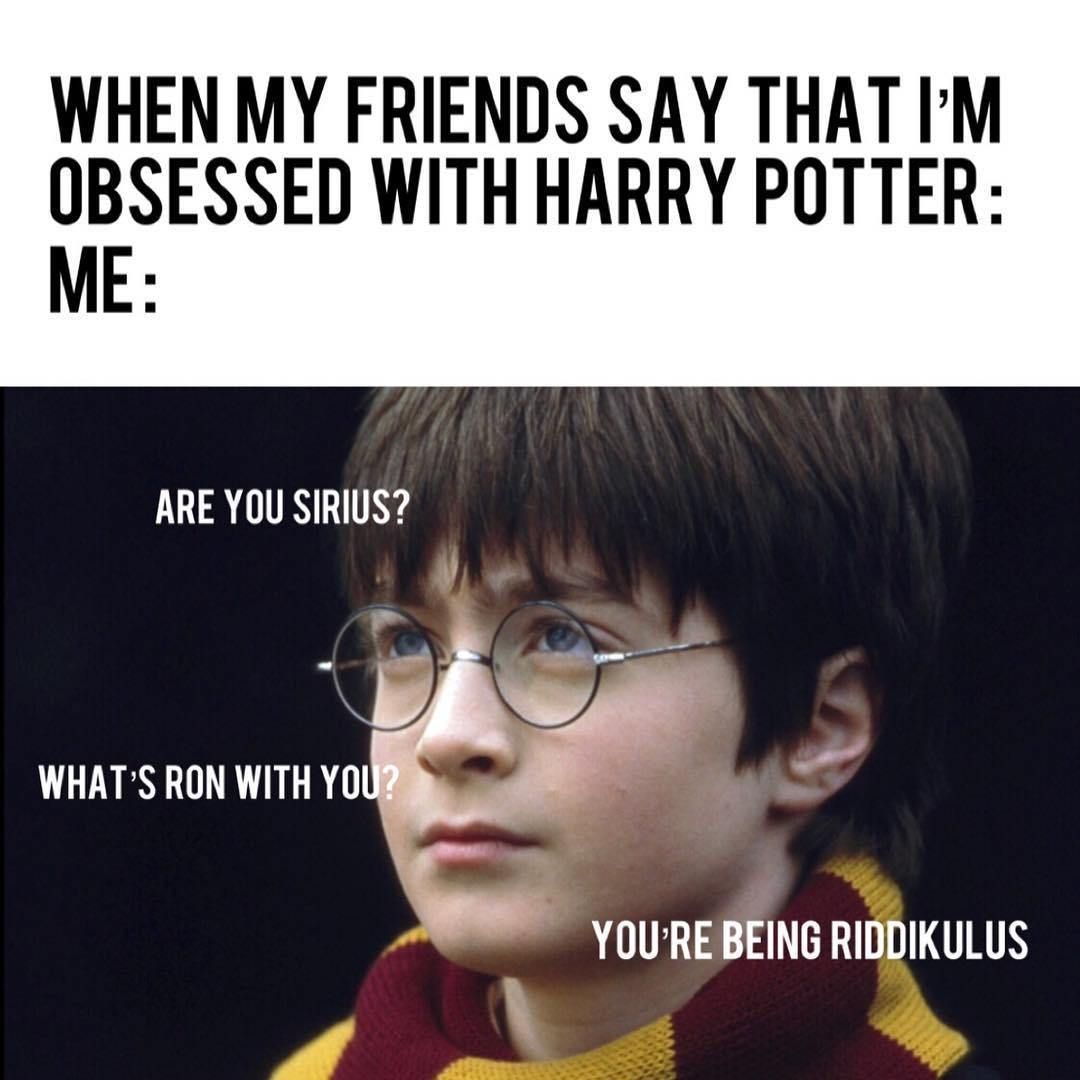 WHEN MY FRIENDS SAY THAT I'M
OBSESSED WITH HARRY POTTER:
ME:
ARE YOU SIRIUS?
WHAT'S RON WITH YOU?
YOU'RE BEING RIDDIKULUS